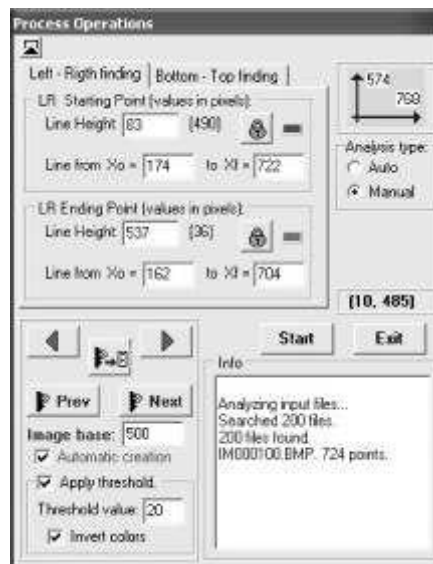 Process Operations
Left - Rigth finding
Bottom - Top finding
LR Starting Point (values in pixels)
Line Height 83 (490)
Line from Xo = 174 to Xf = 722
LR Ending Point (values in pixels)
Line Height 537 (36)
Line from Xo = 162 to Xf = 704
574
768
Analysis type:
Auto
Manual
(10, 485)
Start
Exit
Prev
Next
Image base: 500
Automatic creation
Apply threshold.
Threshold value: 20
Invert colors
Info
Analyzing input files...
Searched 200 files.
200 files found.
IM000100.BMP. 724 points.